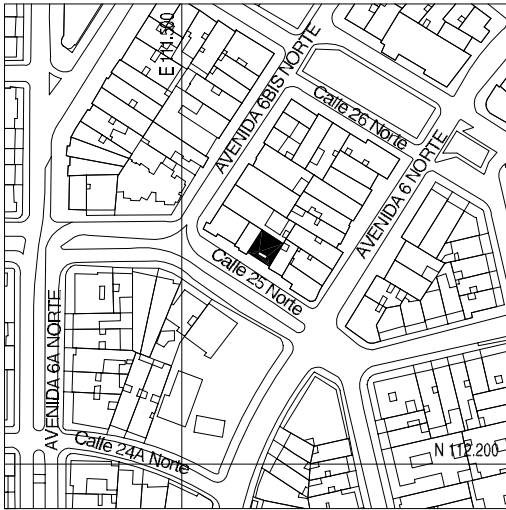 E 111.500
AVENIDA 6BIS NORTE
Calle 26 Norte
AVENIDA 6 NORTE
Calle 25 Norte
AVENIDA 6A NORTE
Calle 24A Norte
N 112.200